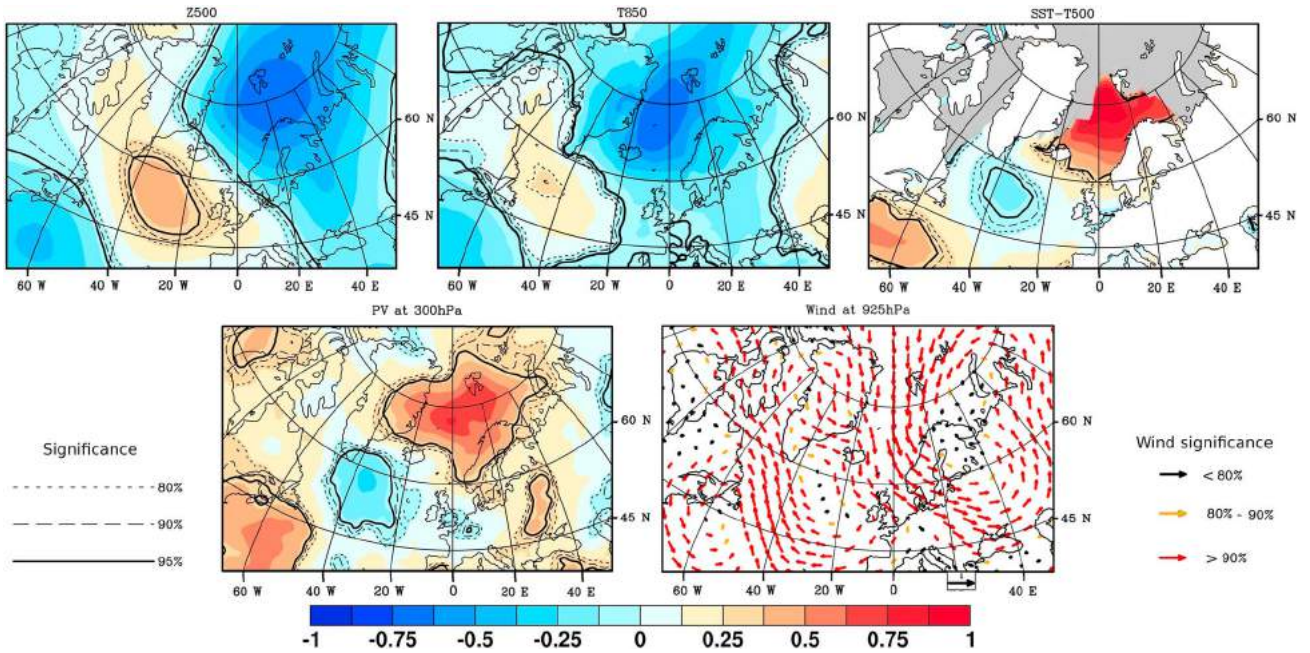 Z500 T850 SST-T500
60 N 60 N 60 N
45 N 45 N 45 N
60 W 40 W 20 W 0 20 E 40 E 60 W 40 W 20 W 0 20 E 40 E 60 W 40 W 20 W 0 20 E 40 E
PV at 300hPa Wind at 925hPa
60 N 60 N
Significance Wind significance
80% < 80%
90% 80% - 90%
45 N 45 N
95% > 90%
60 W 40 W 20 W 0 20 E 40 E 60 W 40 W 20 W 0 40 E
-1 -0.75 -0.5 -0.25 0 0.25 0.5 0.75 1